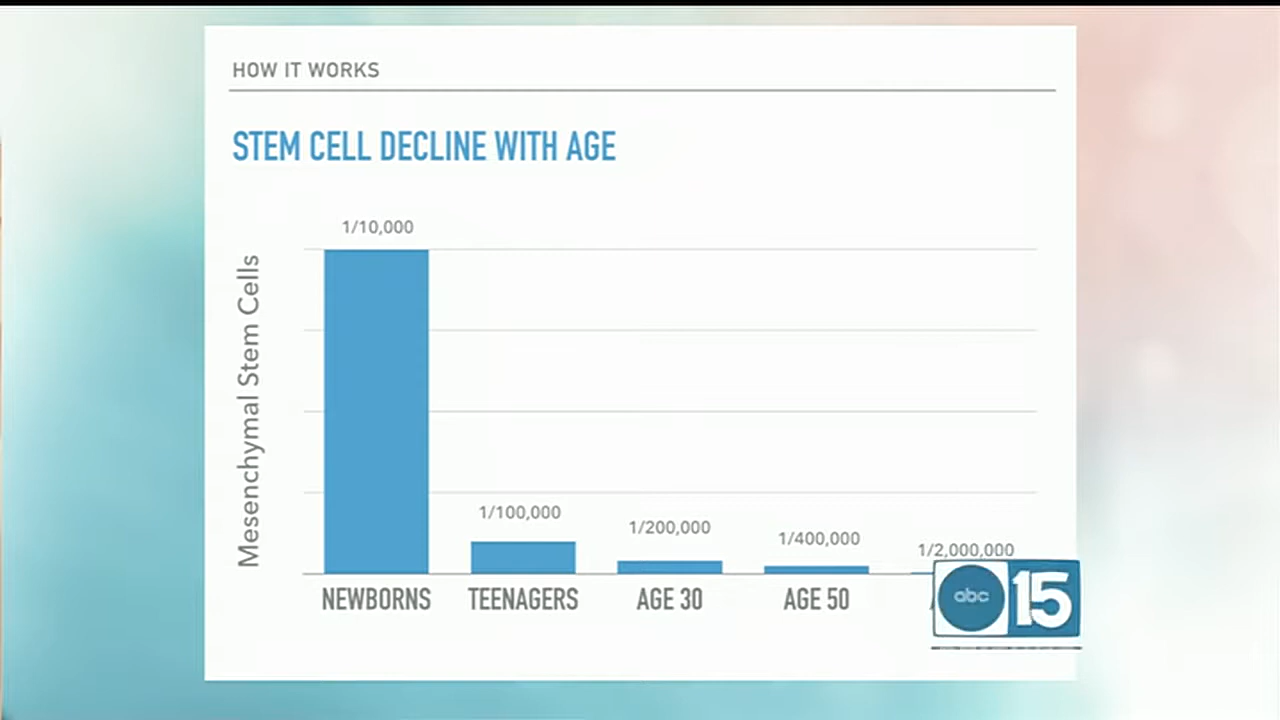 HOW IT WORKS
STEM CELL DECLINE WITH AGE
Mesenchymal Stem Cells
1/10,000
1/100,000
1/200,000
1/400,000
1/2,000,000
NEWBORNS TEENAGERS AGE 30 AGE 50
abc 15